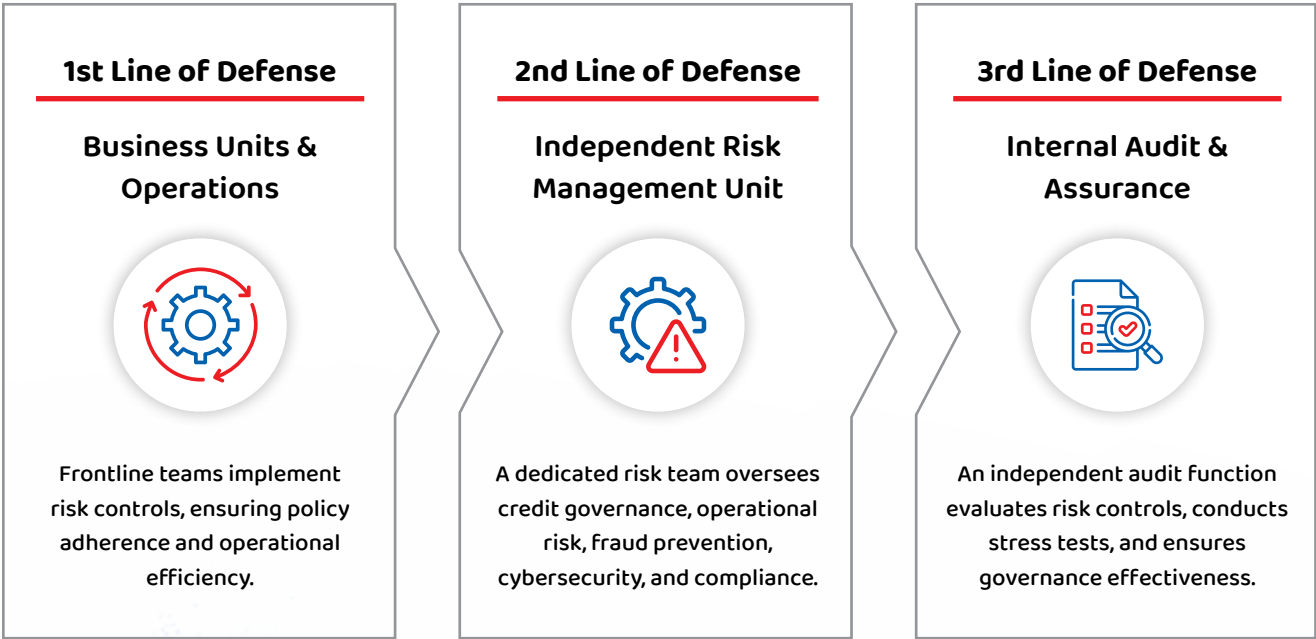 1st Line of Defense
Business Units &
Operations
Frontline teams implement
risk controls, ensuring policy
adherence and operational
efficiency.
2nd Line of Defense
Independent Risk
Management Unit
A dedicated risk team oversees
credit governance, operational
risk, fraud prevention,
cybersecurity, and compliance.
3rd Line of Defense
Internal Audit &
Assurance
An independent audit function
evaluates risk controls, conducts
stress tests, and ensures
governance effectiveness.